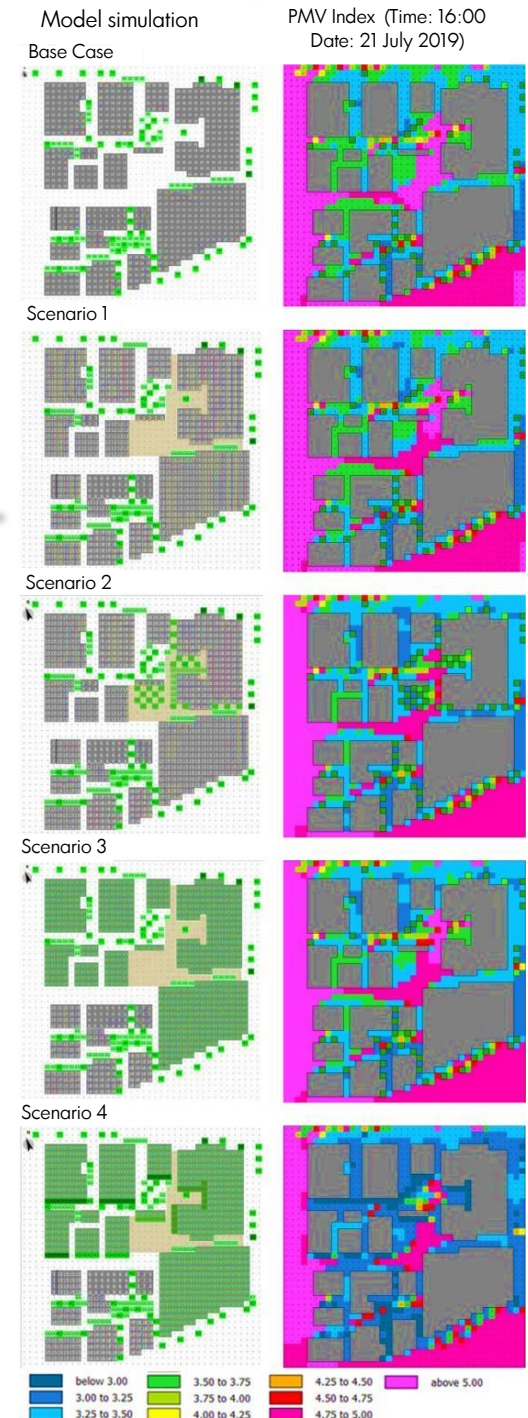 Model simulation
PMV Index (Time: 16:00
Date: 21 July 2019)
Base Case
Scenario 1
Scenario 2
Scenario 3
Scenario 4
below 3.00
3.00 to 3.25
3.25 to 3.50
3.50 to 3.75
3.75 to 4.00
4.00 to 4.25
4.25 to 4.50
4.50 to 4.75
4.75 to 5.00
above 5.00